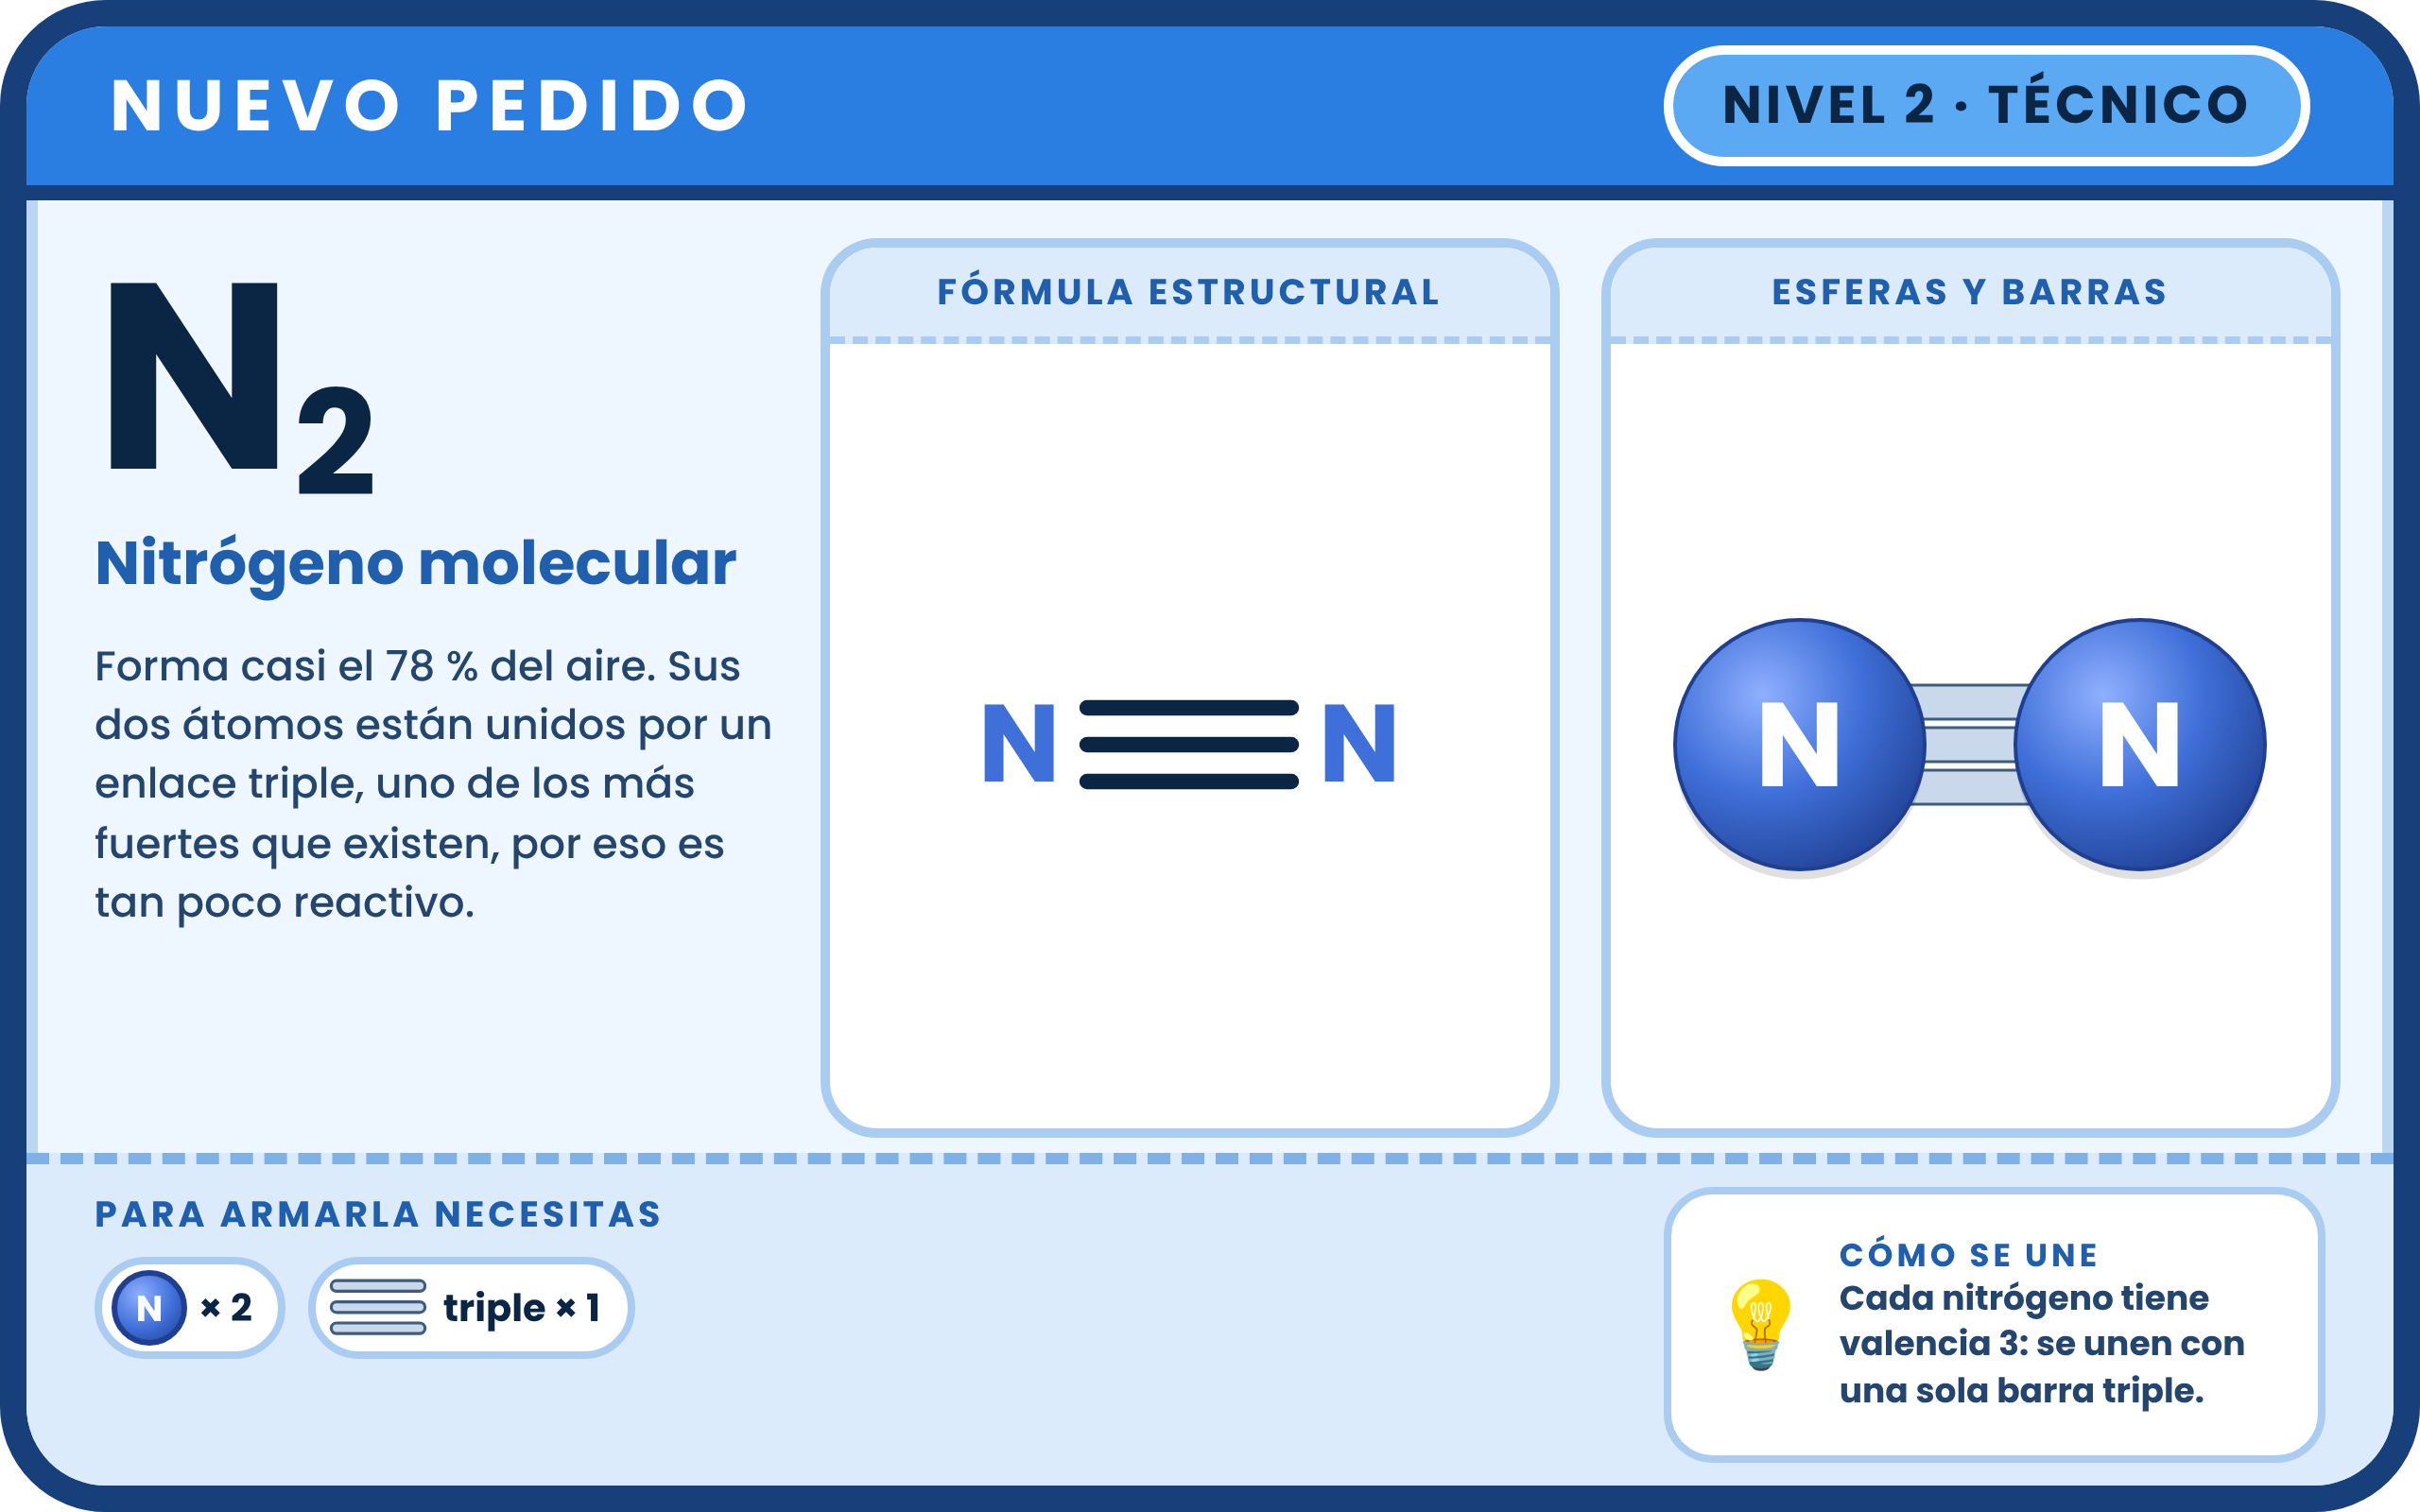 NUEVO PEDIDO
NIVEL 2 · TÉCNICO
N₂
Nitrógeno molecular
Forma casi el 78 % del aire. Sus
dos átomos están unidos por un
enlace triple, uno de los más
fuertes que existen, por eso es
tan poco reactivo.
FÓRMULA ESTRUCTURAL
N≡N
ESFERAS Y BARRAS
N N
PARA ARMARLA NECESITAS
N × 2
triple × 1
CÓMO SE UNE
Cada nitrógeno tiene
valencia 3: se unen con
una sola barra triple.